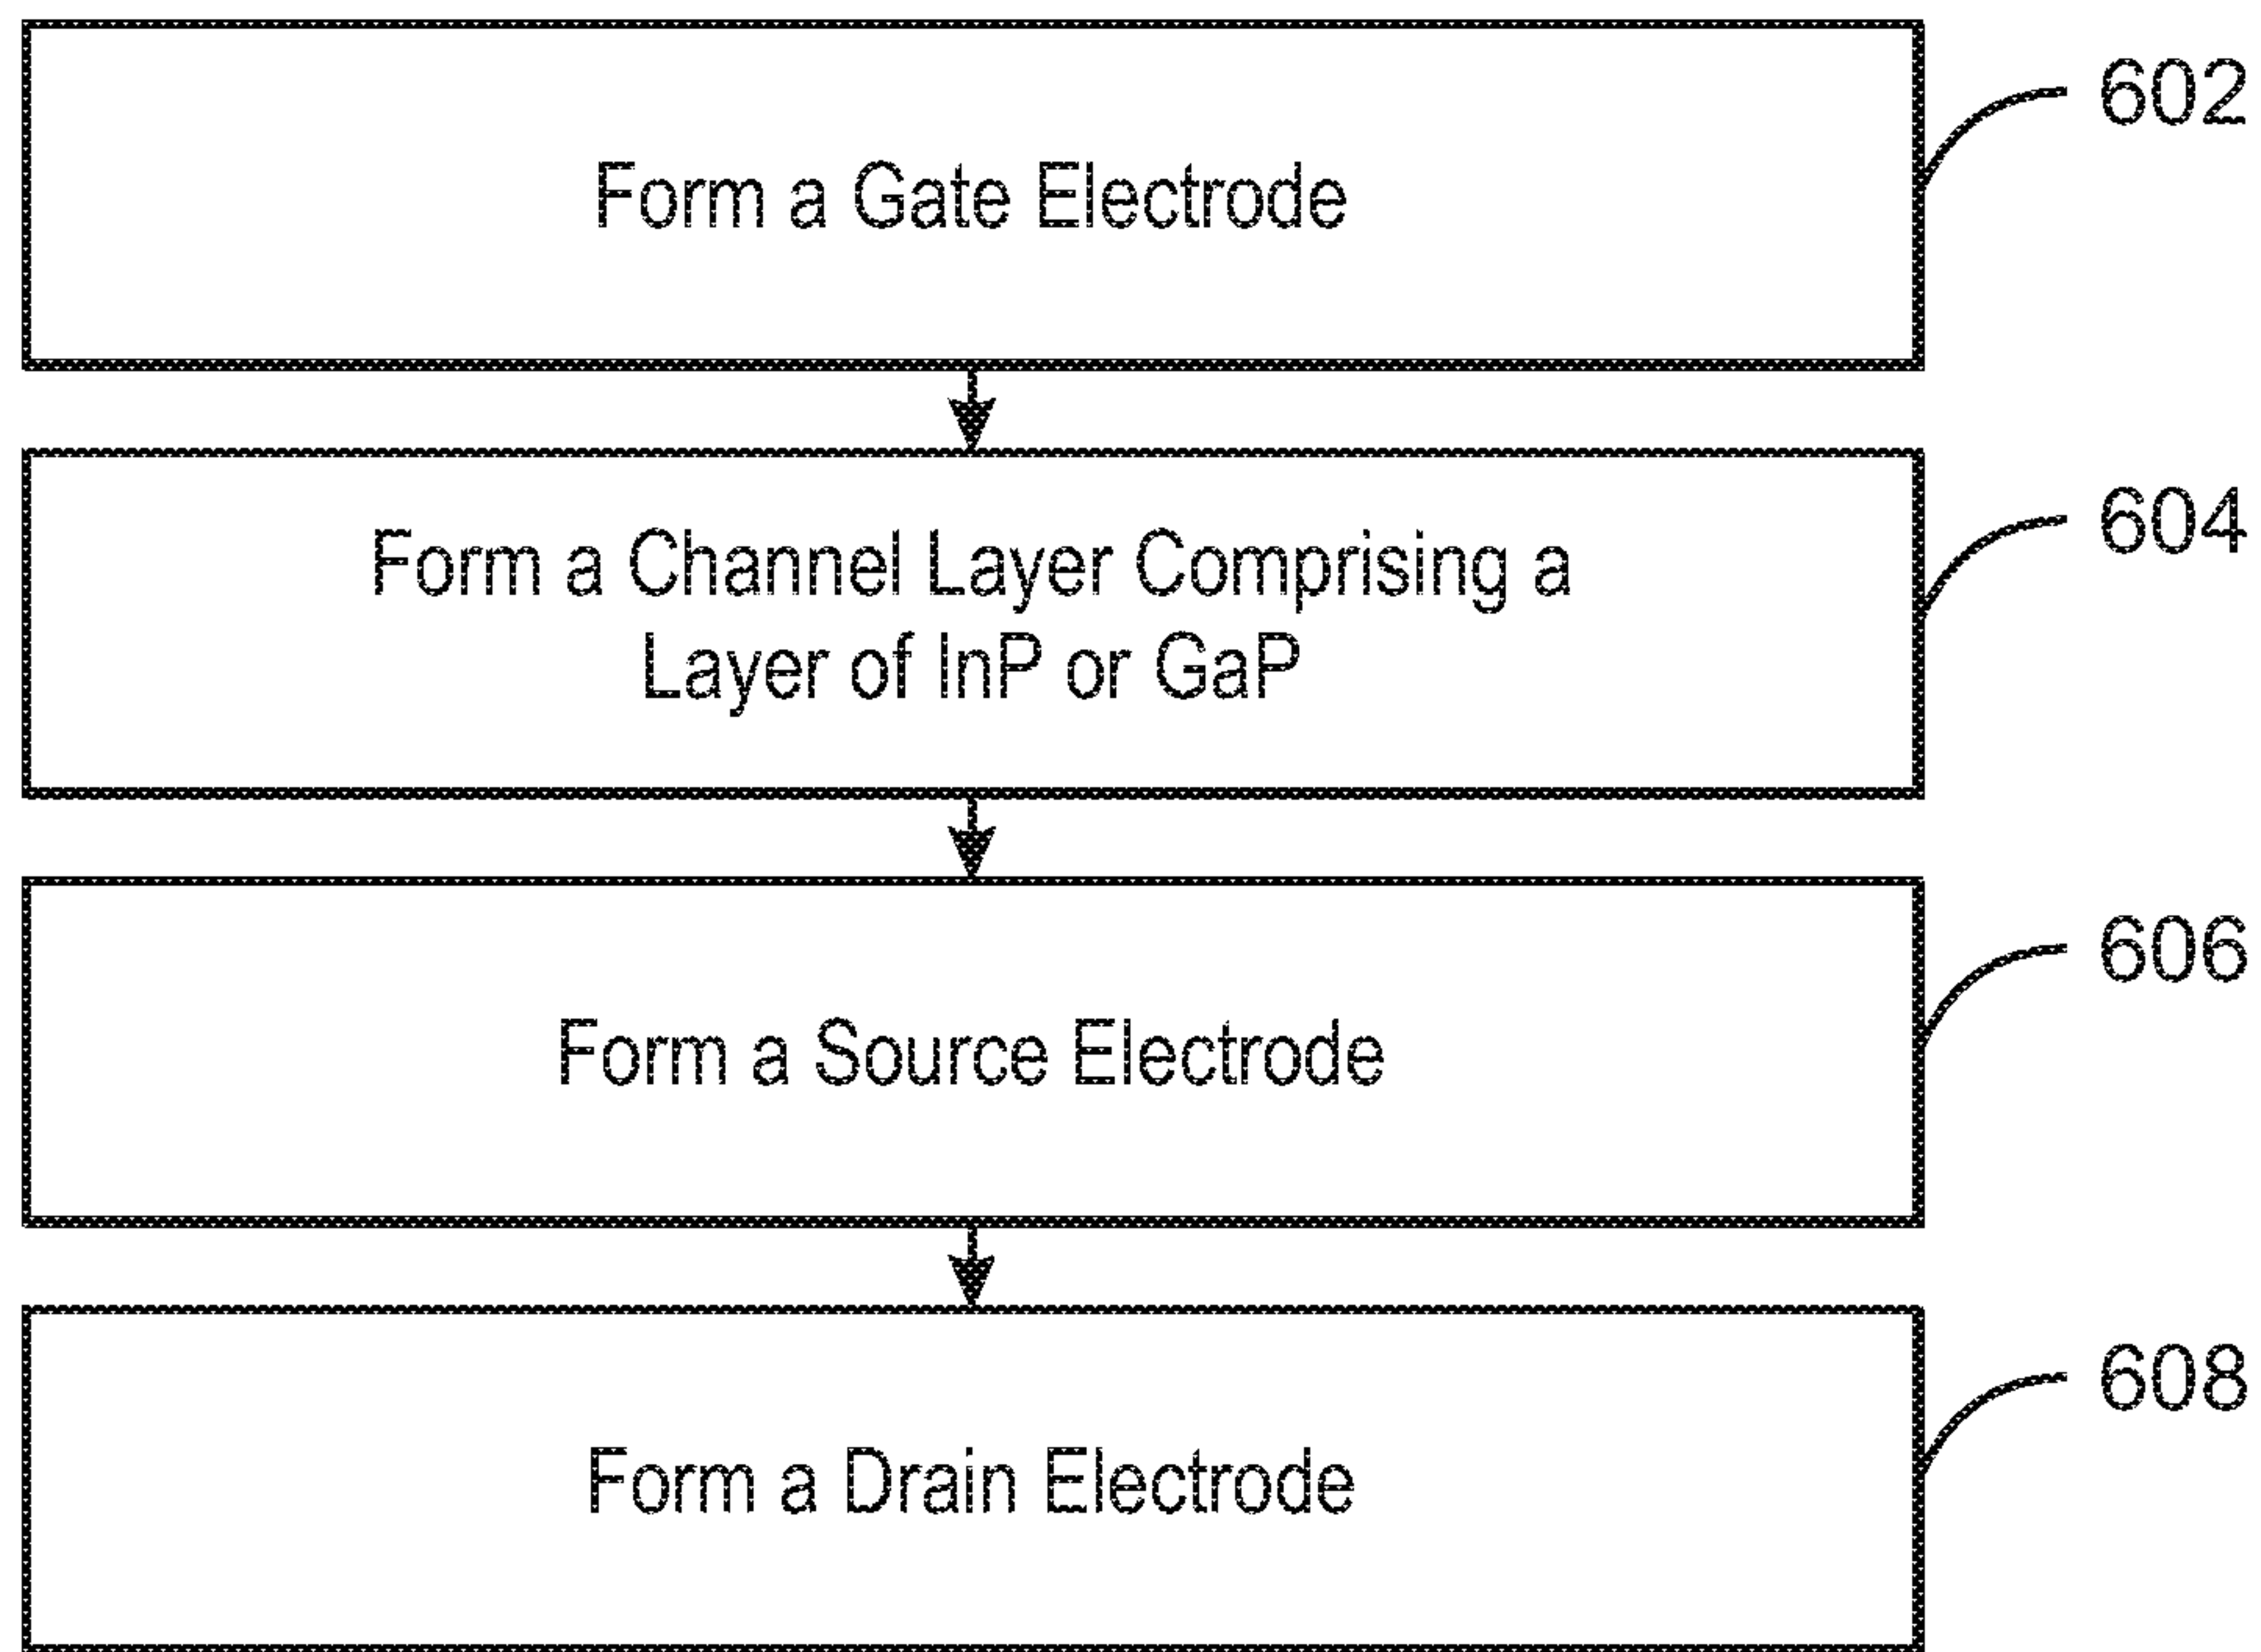 Form a Gate Electrode
602
Form a Channel Layer Comprising a
Layer of InP or GaP
604
Form a Source Electrode
606
Form a Drain Electrode
608